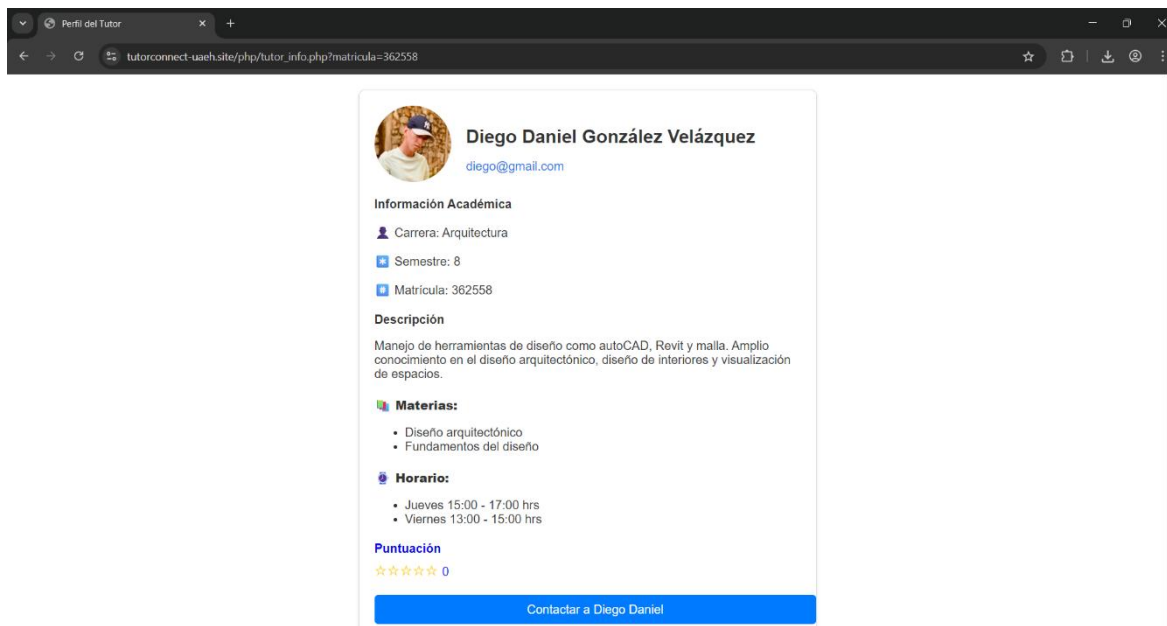 Perfil del Tutor
tutorconnect-uaeh.site/php/tutor_info.php?matricula=362558
Diego Daniel González Velázquez
diego@gmail.com
Información Académica
Carrera: Arquitectura
Semestre: 8
Matrícula: 362558
Descripción
Manejo de herramientas de diseño como autoCAD, Revit y malla. Amplio
conocimiento en el diseño arquitectónico, diseño de interiores y visualización
de espacios.
Materias:
• Diseño arquitectónico
• Fundamentos del diseño
Horario:
• Jueves 15:00 - 17:00 hrs
• Viernes 13:00 - 15:00 hrs
Puntuación
☆☆☆☆☆ 0
Contactar a Diego Daniel